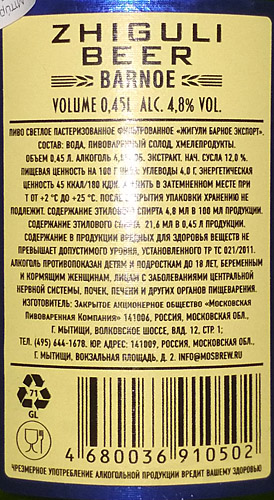 ZHIGULI
BEER
BARNOE
VOLUME 0,45L ALC. 4,8% VOL.
ПИВО СВЕТЛОЕ ПАСТЕРИЗОВАННОЕ ФИЛЬТРОВАННОЕ «ЖИГУЛИ БАРНОЕ ЭКСПОРТ».
СОСТАВ: ВОДА, ПИВОВАРЕННЫЙ СОЛОД, ХМЕЛЕПРОДУКТЫ.
ОБЪЕМ 0,45 Л. АЛКОГОЛЬ 4,8% ОБ. ЭКСТРАКТ. НАЧ. СУСЛА 12,0 %.
ПИЩЕВАЯ ЦЕННОСТЬ НА 100 Г ПИВА: УГЛЕВОДЫ 4,0 Г, ЭНЕРГЕТИЧЕСКАЯ
ЦЕННОСТЬ 45 ККАЛ/180 КДЖ. ХРАНИТЬ В ЗАТЕМНЕННОМ МЕСТЕ ПРИ
T ОТ +2 °C ДО +25 °C. ПОСЛЕ ВСКРЫТИЯ УПАКОВКИ ХРАНЕНИЮ НЕ
ПОДЛЕЖИТ. СОДЕРЖАНИЕ ЭТИЛОВОГО СПИРТА 4,8 МЛ В 100 МЛ ПРОДУКЦИИ.
СОДЕРЖАНИЕ ЭТИЛОВОГО СПИРТА 21,6 МЛ В 0,45 Л ПРОДУКЦИИ.
СОДЕРЖАНИЕ В ПРОДУКЦИИ ВРЕДНЫХ ДЛЯ ЗДОРОВЬЯ ВЕЩЕСТВ НЕ
ПРЕВЫШАЕТ ДОПУСТИМОГО УРОВНЯ, УСТАНОВЛЕННОГО ТР ТС 021/2011.
АЛКОГОЛЬ ПРОТИВОПОКАЗАН ДЕТЯМ И ПОДРОСТКАМ ДО 18 ЛЕТ, БЕРЕМЕННЫМ
И КОРМЯЩИМ ЖЕНЩИНАМ, ЛИЦАМ С ЗАБОЛЕВАНИЯМИ ЦЕНТРАЛЬНОЙ
НЕРВНОЙ СИСТЕМЫ, ПОЧЕК, ПЕЧЕНИ И ДРУГИХ ОРГАНОВ ПИЩЕВАРЕНИЯ.
ИЗГОТОВИТЕЛЬ: ЗАКРЫТОЕ АКЦИОНЕРНОЕ ОБЩЕСТВО «МОСКОВСКАЯ
ПИВОВАРЕННАЯ КОМПАНИЯ» 141006, РОССИЯ, МОСКОВСКАЯ ОБЛ.,
Г. МЫТИЩИ, ВОЛКОВСКОЕ ШОССЕ, ВЛД. 12, СТР. 1;
ТЕЛ. (495) 644-1678. ЮР. АДРЕС: 141009, РОССИЯ, МОСКОВСКАЯ ОБЛ.,
Г. МЫТИЩИ, ВОКЗАЛЬНАЯ ПЛОЩАДЬ, Д. 2. INFO@MOSBREW.RU
71
GL
4 680036 910502
ЧРЕЗМЕРНОЕ УПОТРЕБЛЕНИЕ АЛКОГОЛЬНОЙ ПРОДУКЦИИ ВРЕДИТ ВАШЕМУ ЗДОРОВЬЮ